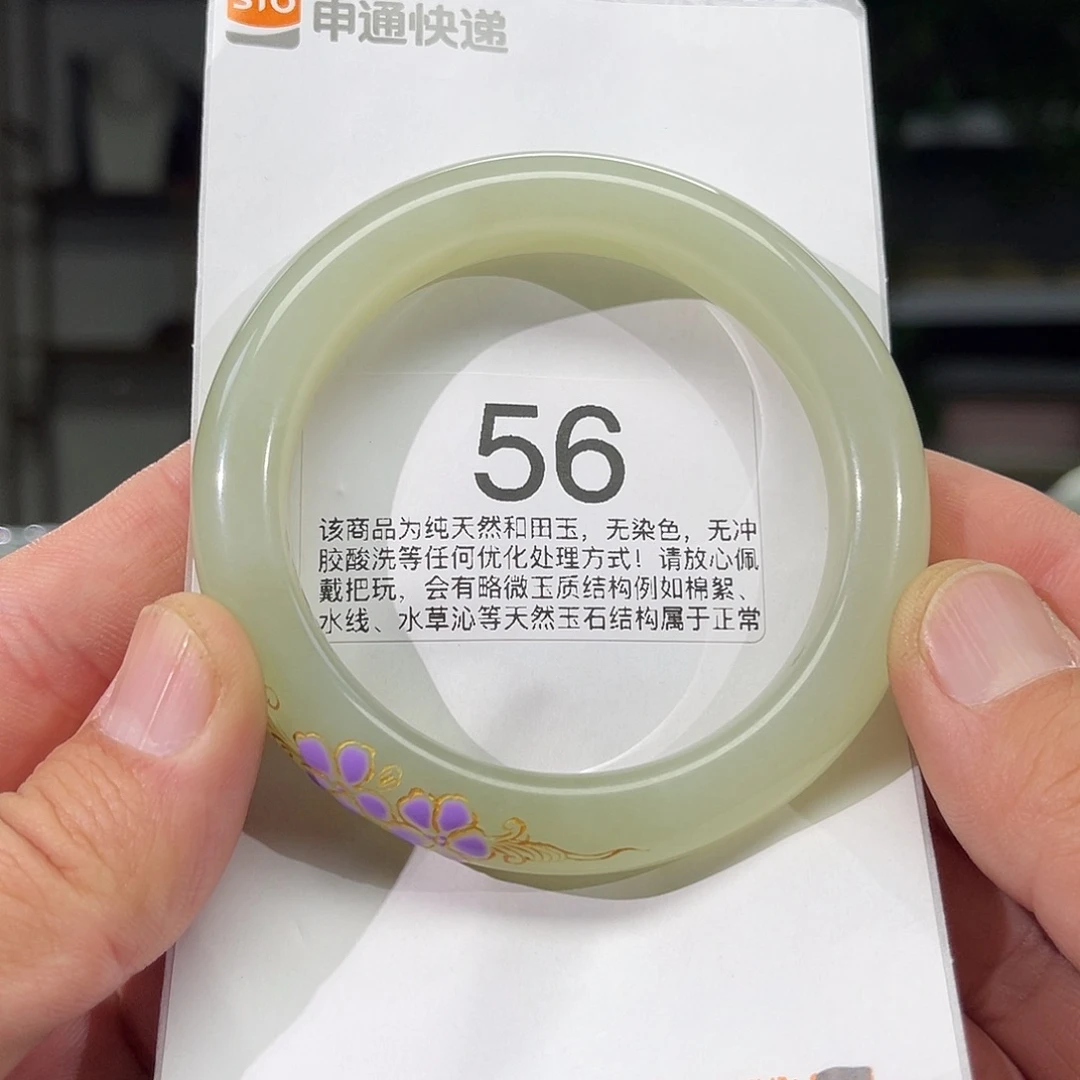 STO
申通快递
56
该商品为纯天然和田玉，无染色，无冲
胶酸洗等任何优化处理方式！请放心佩
戴把玩，会有略微玉质结构例如棉絮、
水线、水草沁等天然玉石结构属于正常